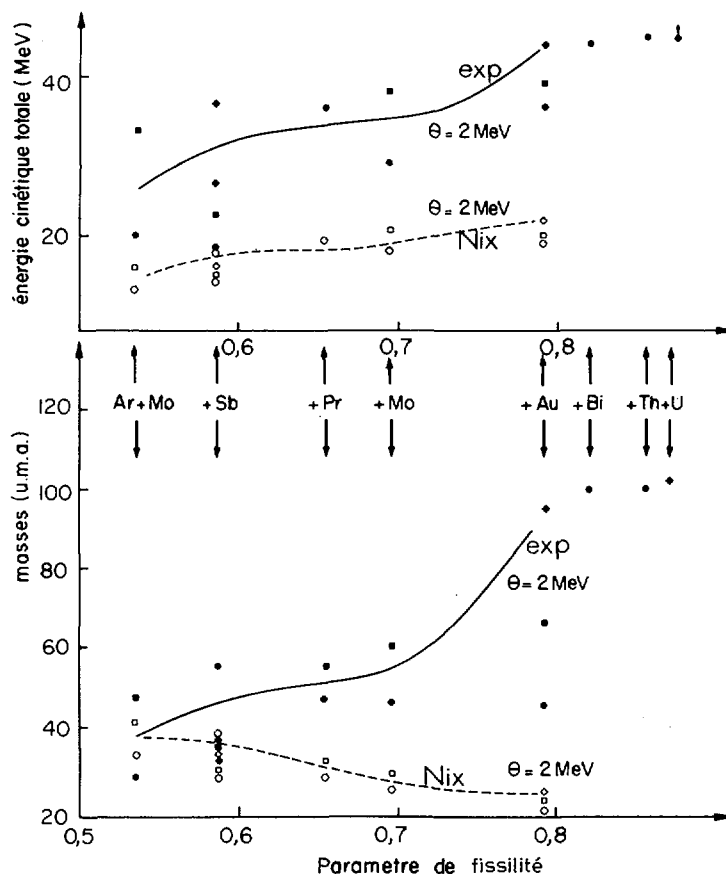 énergie cinétique totale (MeV)
40
20
exp
θ = 2 MeV
θ = 2 MeV
Nix
0,6
0,7
0,8
masses (u.m.a.)
120
100
80
60
40
20
Ar+Mo
+Sb
+Pr
+Mo
+Au
+Bi
+Th+U
exp
θ = 2 MeV
Nix
θ = 2 MeV
0,5
0,6
0,7
0,8
Parametre de fissilité